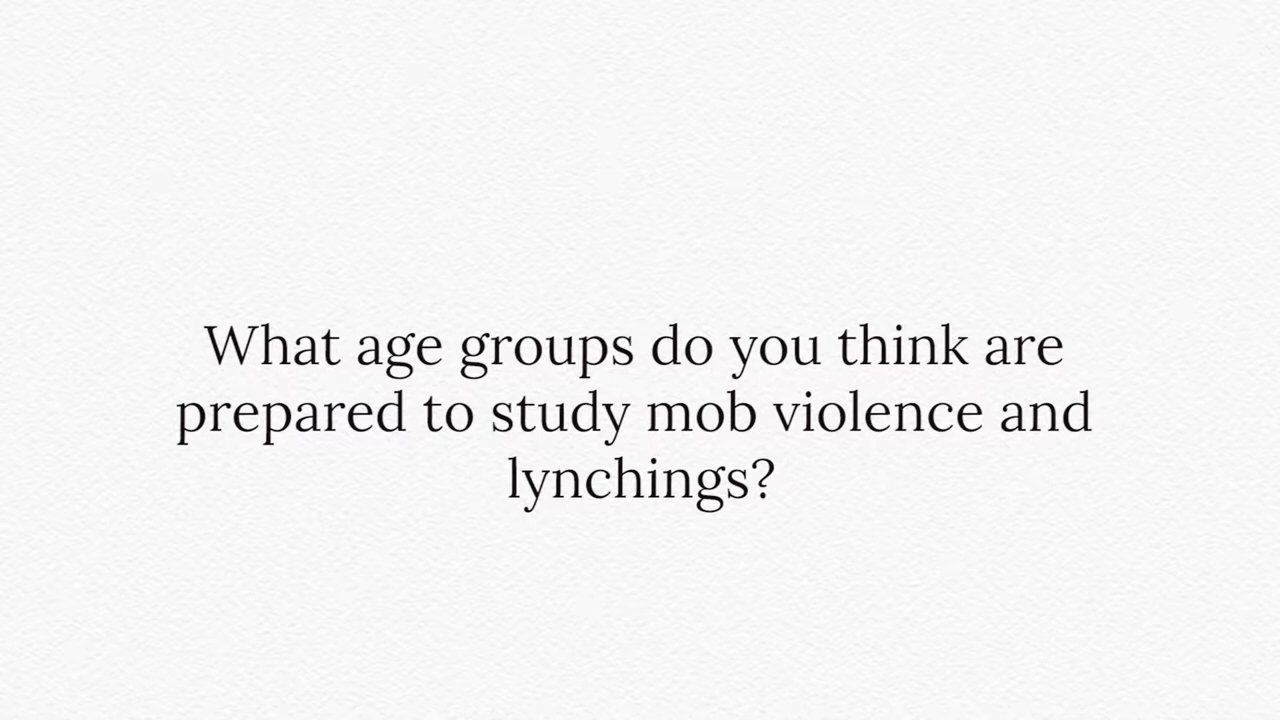 What age groups do you think are
prepared to study mob violence and
lynchings?